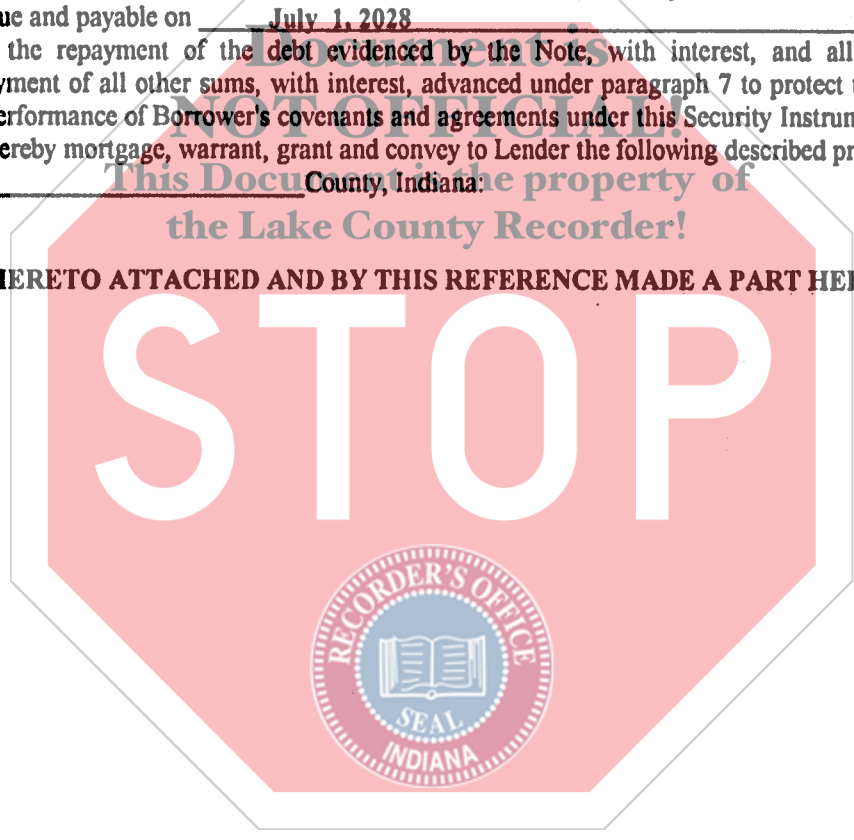 ue and payable on July 1, 2028
the repayment of the debt evidenced by the Note, with interest, and all
yment of all other sums, with interest, advanced under paragraph 7 to protect
erformance of Borrower's covenants and agreements under this Security Instrun
ereby mortgage, warrant, grant and convey to Lender the following described pr
County, Indiana:
Document is
NOT OFFICIAL!
This Document is the property of
the Lake County Recorder!
HERETO ATTACHED AND BY THIS REFERENCE MADE A PART HE
STOP
RECORDER'S OFFICE
SEAL
INDIANA